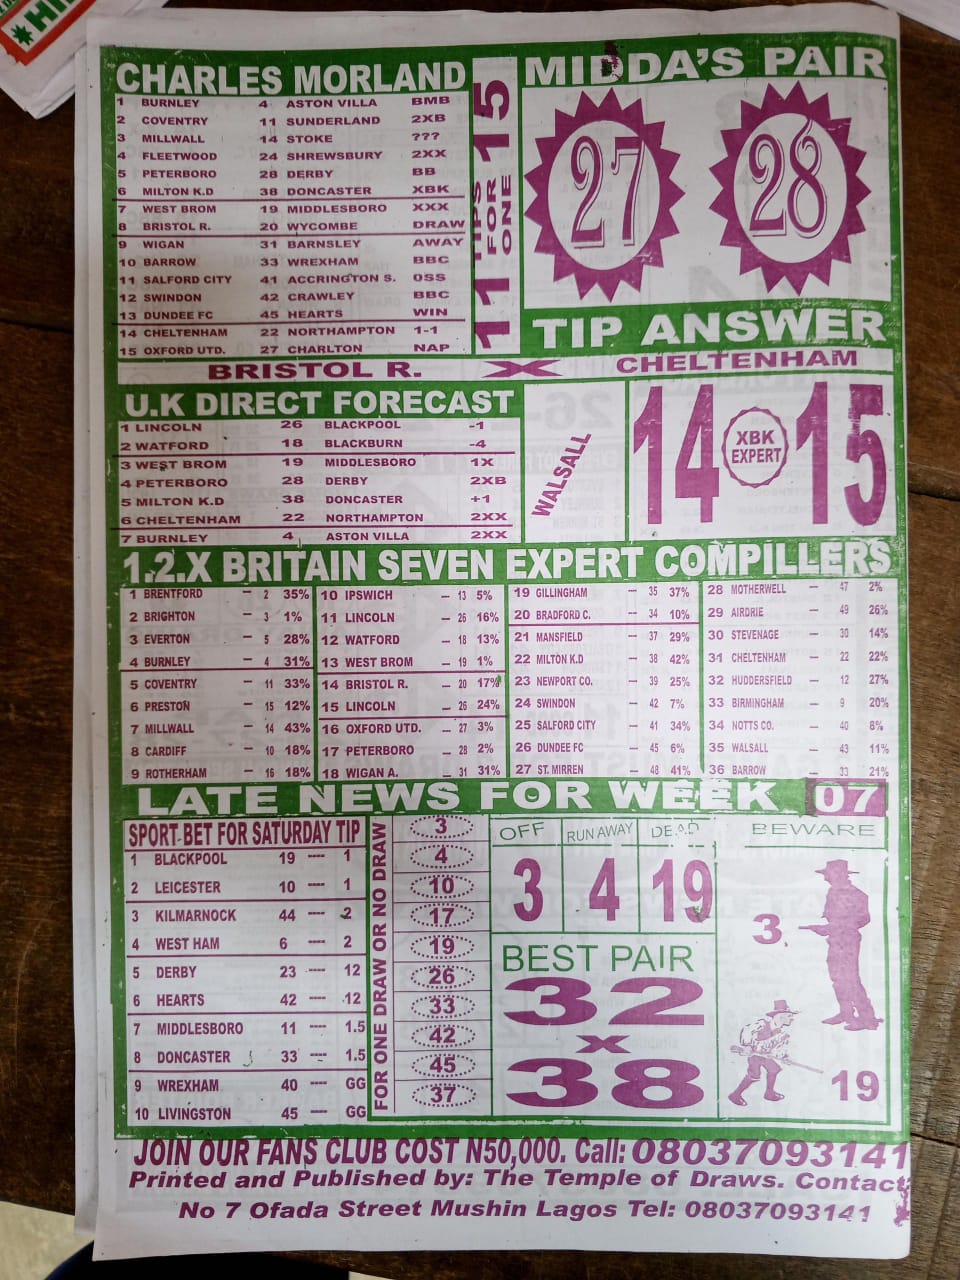 CHARLES MORLAND
1 BURNLEY 4 ASTON VILLA BMB
2 COVENTRY 11 SUNDERLAND 2XB
3 MILLWALL 14 STOKE ???
4 FLEETWOOD 24 SHREWSBURY 2XX
5 PETERBORO 28 DERBY BB
6 MILTON K.D 38 DONCASTER XBK
7 WEST BROM 19 MIDDLESBORO XXX
8 BRISTOL R. 20 WYCOMBE DRAW
9 WIGAN 31 BARNSLEY AWAY
10 BARROW 33 WREXHAM BBC
11 SALFORD CITY 41 ACCRINGTON S. 0SS
12 SWINDON 42 CRAWLEY BBC
13 DUNDEE FC 45 HEARTS WIN
14 CHELTENHAM 22 NORTHAMPTON 1-1
15 OXFORD UTD. 27 CHARLTON NAP
11 TIPS FOR ONE 15
MIDDA'S PAIR
27 28
TIP ANSWER
BRISTOL R. X CHELTENHAM
U.K DIRECT FORECAST
1 LINCOLN 26 BLACKPOOL -1
2 WATFORD 18 BLACKBURN -4
3 WEST BROM 19 MIDDLESBORO 1X
4 PETERBORO 28 DERBY 2XB
5 MILTON K.D 38 DONCASTER +1
6 CHELTENHAM 22 NORTHAMPTON 2XX
7 BURNLEY 4 ASTON VILLA 2XX
WALSALL
14 XBK EXPERT 15
1.2.X BRITAIN SEVEN EXPERT COMPILLERS
1 BRENTFORD – 2 35%
2 BRIGHTON – 3 1%
3 EVERTON – 5 28%
4 BURNLEY – 4 31%
5 COVENTRY – 11 33%
6 PRESTON – 15 12%
7 MILLWALL – 14 43%
8 CARDIFF – 10 18%
9 ROTHERHAM – 16 18%
10 IPSWICH – 13 5%
11 LINCOLN – 26 16%
12 WATFORD – 18 13%
13 WEST BROM – 19 1%
14 BRISTOL R. – 20 17%
15 LINCOLN – 26 24%
16 OXFORD UTD. – 27 3%
17 PETERBORO – 28 2%
18 WIGAN A. – 31 31%
19 GILLINGHAM – 35 37%
20 BRADFORD C. – 34 10%
21 MANSFIELD – 37 29%
22 MILTON K.D – 38 42%
23 NEWPORT CO. – 39 25%
24 SWINDON – 42 7%
25 SALFORD CITY – 41 34%
26 DUNDEE FC – 45 6%
27 ST. MIRREN – 48 41%
28 MOTHERWELL – 47 2%
29 AIRDRIE – 49 26%
30 STEVENAGE – 30 14%
31 CHELTENHAM – 22 22%
32 HUDDERSFIELD – 12 27%
33 BIRMINGHAM – 9 20%
34 NOTTS CO. – 40 8%
35 WALSALL – 43 11%
36 BARROW – 33 21%
LATE NEWS FOR WEEK 07
SPORT-BET FOR SATURDAY TIP
1 BLACKPOOL 19 ---- 1
2 LEICESTER 10 ---- 1
3 KILMARNOCK 44 ---- 2
4 WEST HAM 6 ---- 2
5 DERBY 23 ---- 12
6 HEARTS 42 ---- 12
7 MIDDLESBORO 11 ---- 1.5
8 DONCASTER 33 ---- 1.5
9 WREXHAM 40 ---- GG
10 LIVINGSTON 45 ---- GG
FOR ONE DRAW OR NO DRAW
3
4
10
17
19
26
33
42
45
37
OFF RUN AWAY DEAD
3 4 19
BEST PAIR
32
X
38
BEWARE
3
19
JOIN OUR FANS CLUB COST N50,000. Call: 08037093141
Printed and Published by: The Temple of Draws. Contact:
No 7 Ofada Street Mushin Lagos Tel: 08037093141